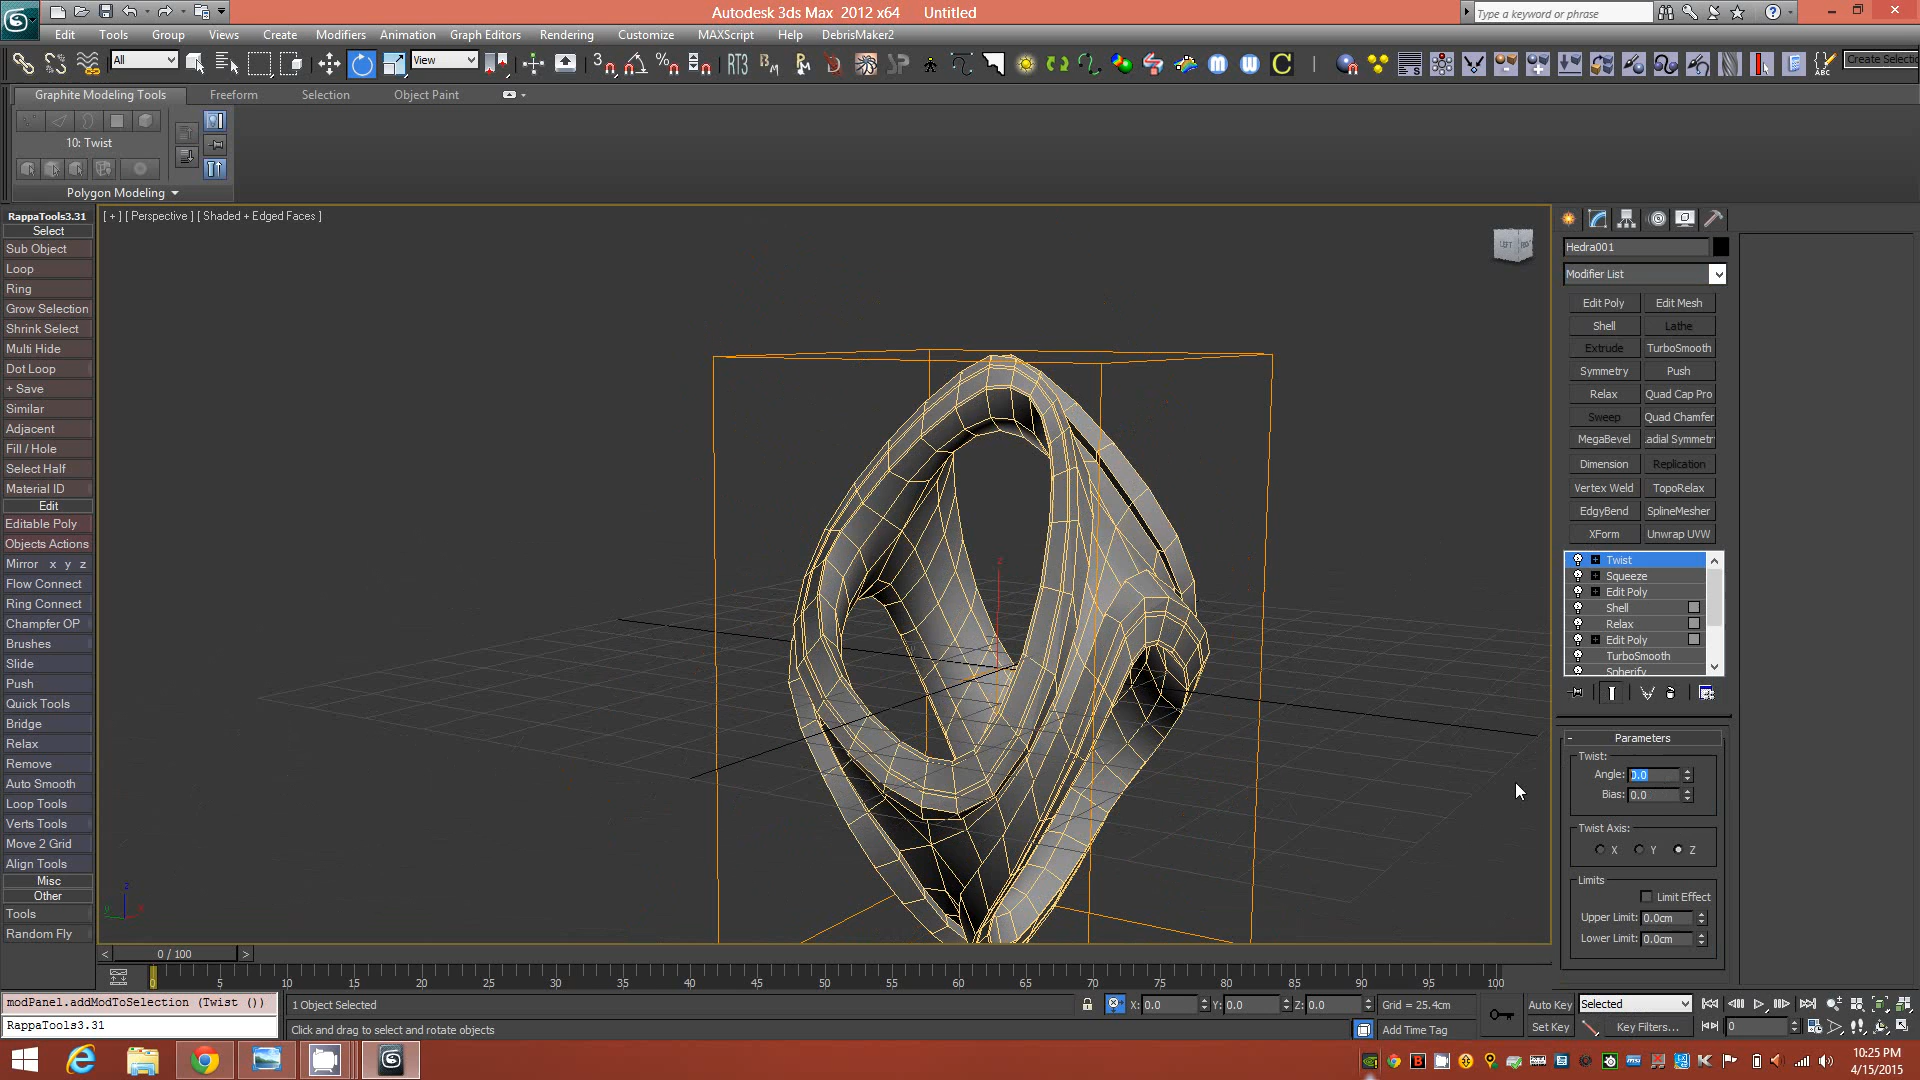 Autodesk 3ds Max 2012 x64 Untitled
Type a keyword or phrase
Edit Tools Group Views Create Modifiers Animation Graph Editors Rendering Customize MAXScript Help DebrisMaker2
All View Create Selectio
Graphite Modeling Tools Freeform Selection Object Paint
10: Twist
Polygon Modeling
RappaTools3.31
Select
Sub Object
Loop
Ring
Grow Selection
Shrink Select
Multi Hide
Dot Loop
+ Save
Similar
Adjacent
Fill / Hole
Select Half
Material ID
Edit
Editable Poly
Objects Actions
Mirror x y z
Flow Connect
Ring Connect
Champfer OP
Brushes
Slide
Push
Quick Tools
Bridge
Relax
Remove
Auto Smooth
Loop Tools
Verts Tools
Move 2 Grid
Align Tools
Misc
Other
Tools
Random Fly
[ + ] [ Perspective ] [ Shaded + Edged Faces ]
LEFT
Hedra001
Modifier List
Edit Poly Edit Mesh
Shell Lathe
Extrude TurboSmooth
Symmetry Push
Relax Quad Cap Pro
Sweep Quad Chamfer
MegaBevel adial Symmetr
Dimension Replication
Vertex Weld TopoRelax
EdgyBend SplineMesher
XForm Unwrap UVW
Twist
Squeeze
Edit Poly
Shell
Relax
Edit Poly
TurboSmooth
Spherify
Parameters
Twist:
Angle: 0.0
Bias: 0.0
Twist Axis:
X Y Z
Limits
Limit Effect
Upper Limit: 0.0cm
Lower Limit: 0.0cm
< 0 / 100 >
0 5 10 15 20 25 30 35 40 45 50 55 60 65 70 75 80 85 90 95 100
modPanel.addModToSelection (Twist ())
RappaTools3.31
1 Object Selected
Click and drag to select and rotate objects
X: 0.0 Y: 0.0 Z: 0.0 Grid = 25.4cm
Add Time Tag
Auto Key Selected
Set Key Key Filters... 0
10:25 PM
4/15/2015